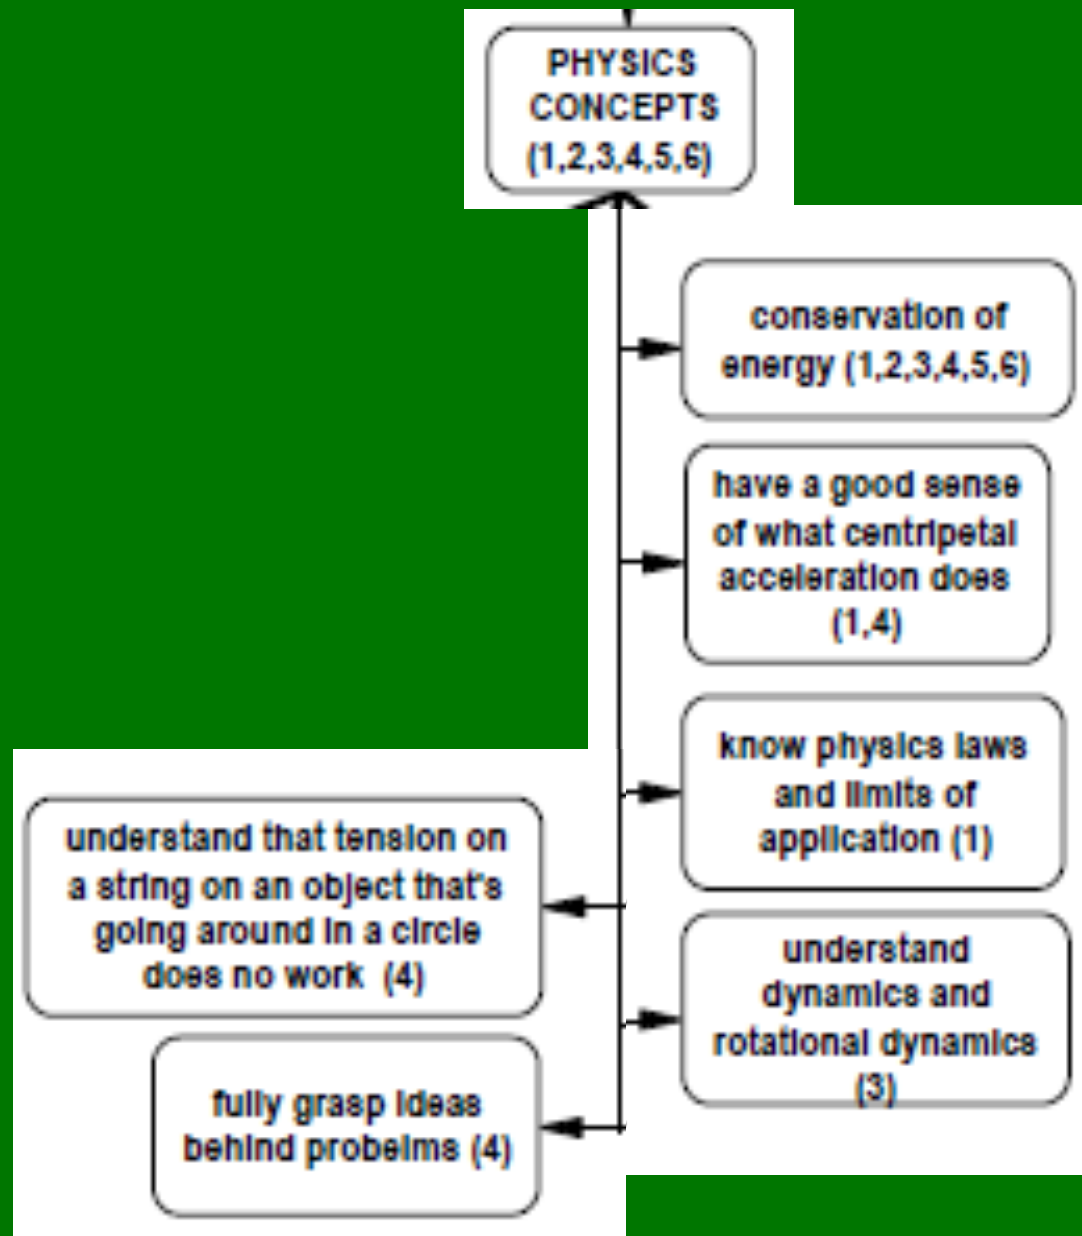 PHYSICS
CONCEPTS
(1,2,3,4,5,6)
conservation of
energy (1,2,3,4,5,6)
have a good sense
of what centripetal
acceleration does
(1,4)
know physics laws
and limits of
application (1)
understand that tension on
a string on an object that's
going around in a circle
does no work (4)
understand
dynamics and
rotational dynamics
(3)
fully grasp ideas
behind probelms (4)